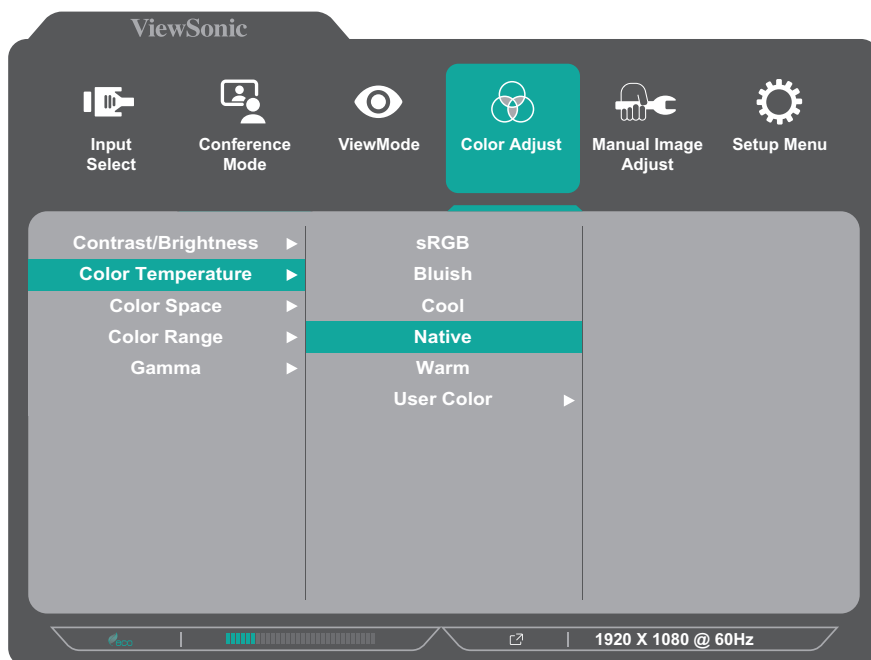 ViewSonic
Input
Select
Conference
Mode
ViewMode
Color Adjust
Manual Image
Adjust
Setup Menu
Contrast/Brightness ▶
Color Temperature ▶
Color Space ▶
Color Range ▶
Gamma ▶
sRGB
Bluish
Cool
Native
Warm
User Color ▶
eco
1920 X 1080 @ 60Hz